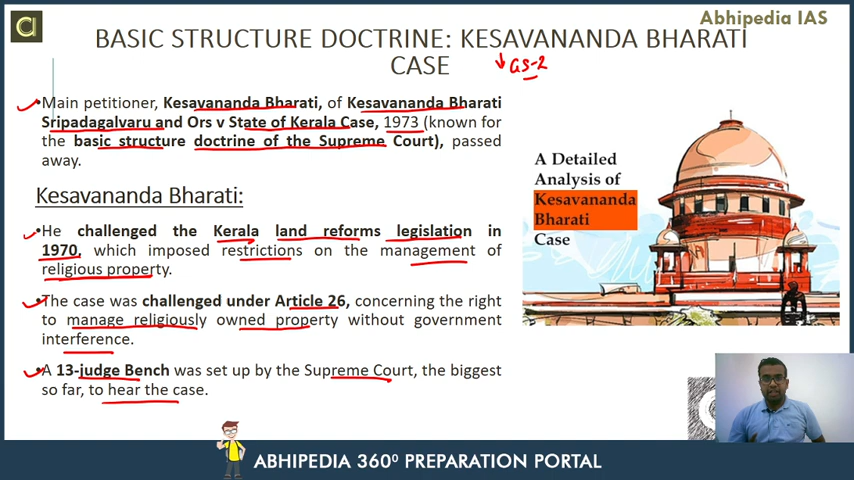 Abhipedia IAS
BASIC STRUCTURE DOCTRINE: KESAVANANDA BHARATI
CASE
GS-2
•Main petitioner, Kesavananda Bharati, of Kesavananda Bharati
Sripadagalvaru and Ors v State of Kerala Case, 1973 (known for
the basic structure doctrine of the Supreme Court), passed
away.
Kesavananda Bharati:
•He challenged the Kerala land reforms legislation in
1970, which imposed restrictions on the management of
religious property.
•The case was challenged under Article 26, concerning the right
to manage religiously owned property without government
interference.
•A 13-judge Bench was set up by the Supreme Court, the biggest
so far, to hear the case.
A Detailed
Analysis of
Kesavananda
Bharati
Case
ABHIPEDIA 360⁰ PREPARATION PORTAL